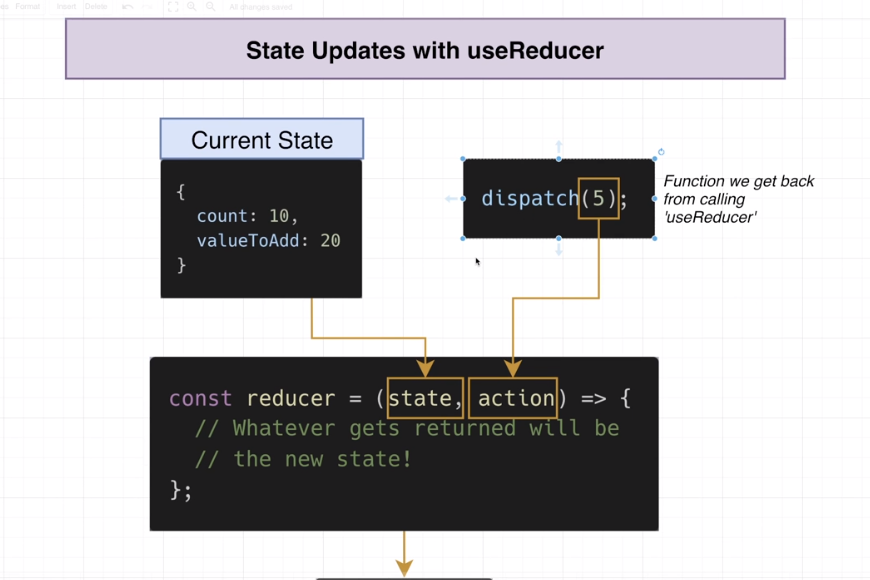 Format Insert Delete All changes saved
State Updates with useReducer
Current State
{
count: 10,
valueToAdd: 20
}
dispatch(5);
Function we get back
from calling
'useReducer'
const reducer = (state, action) => {
// Whatever gets returned will be
// the new state!
};